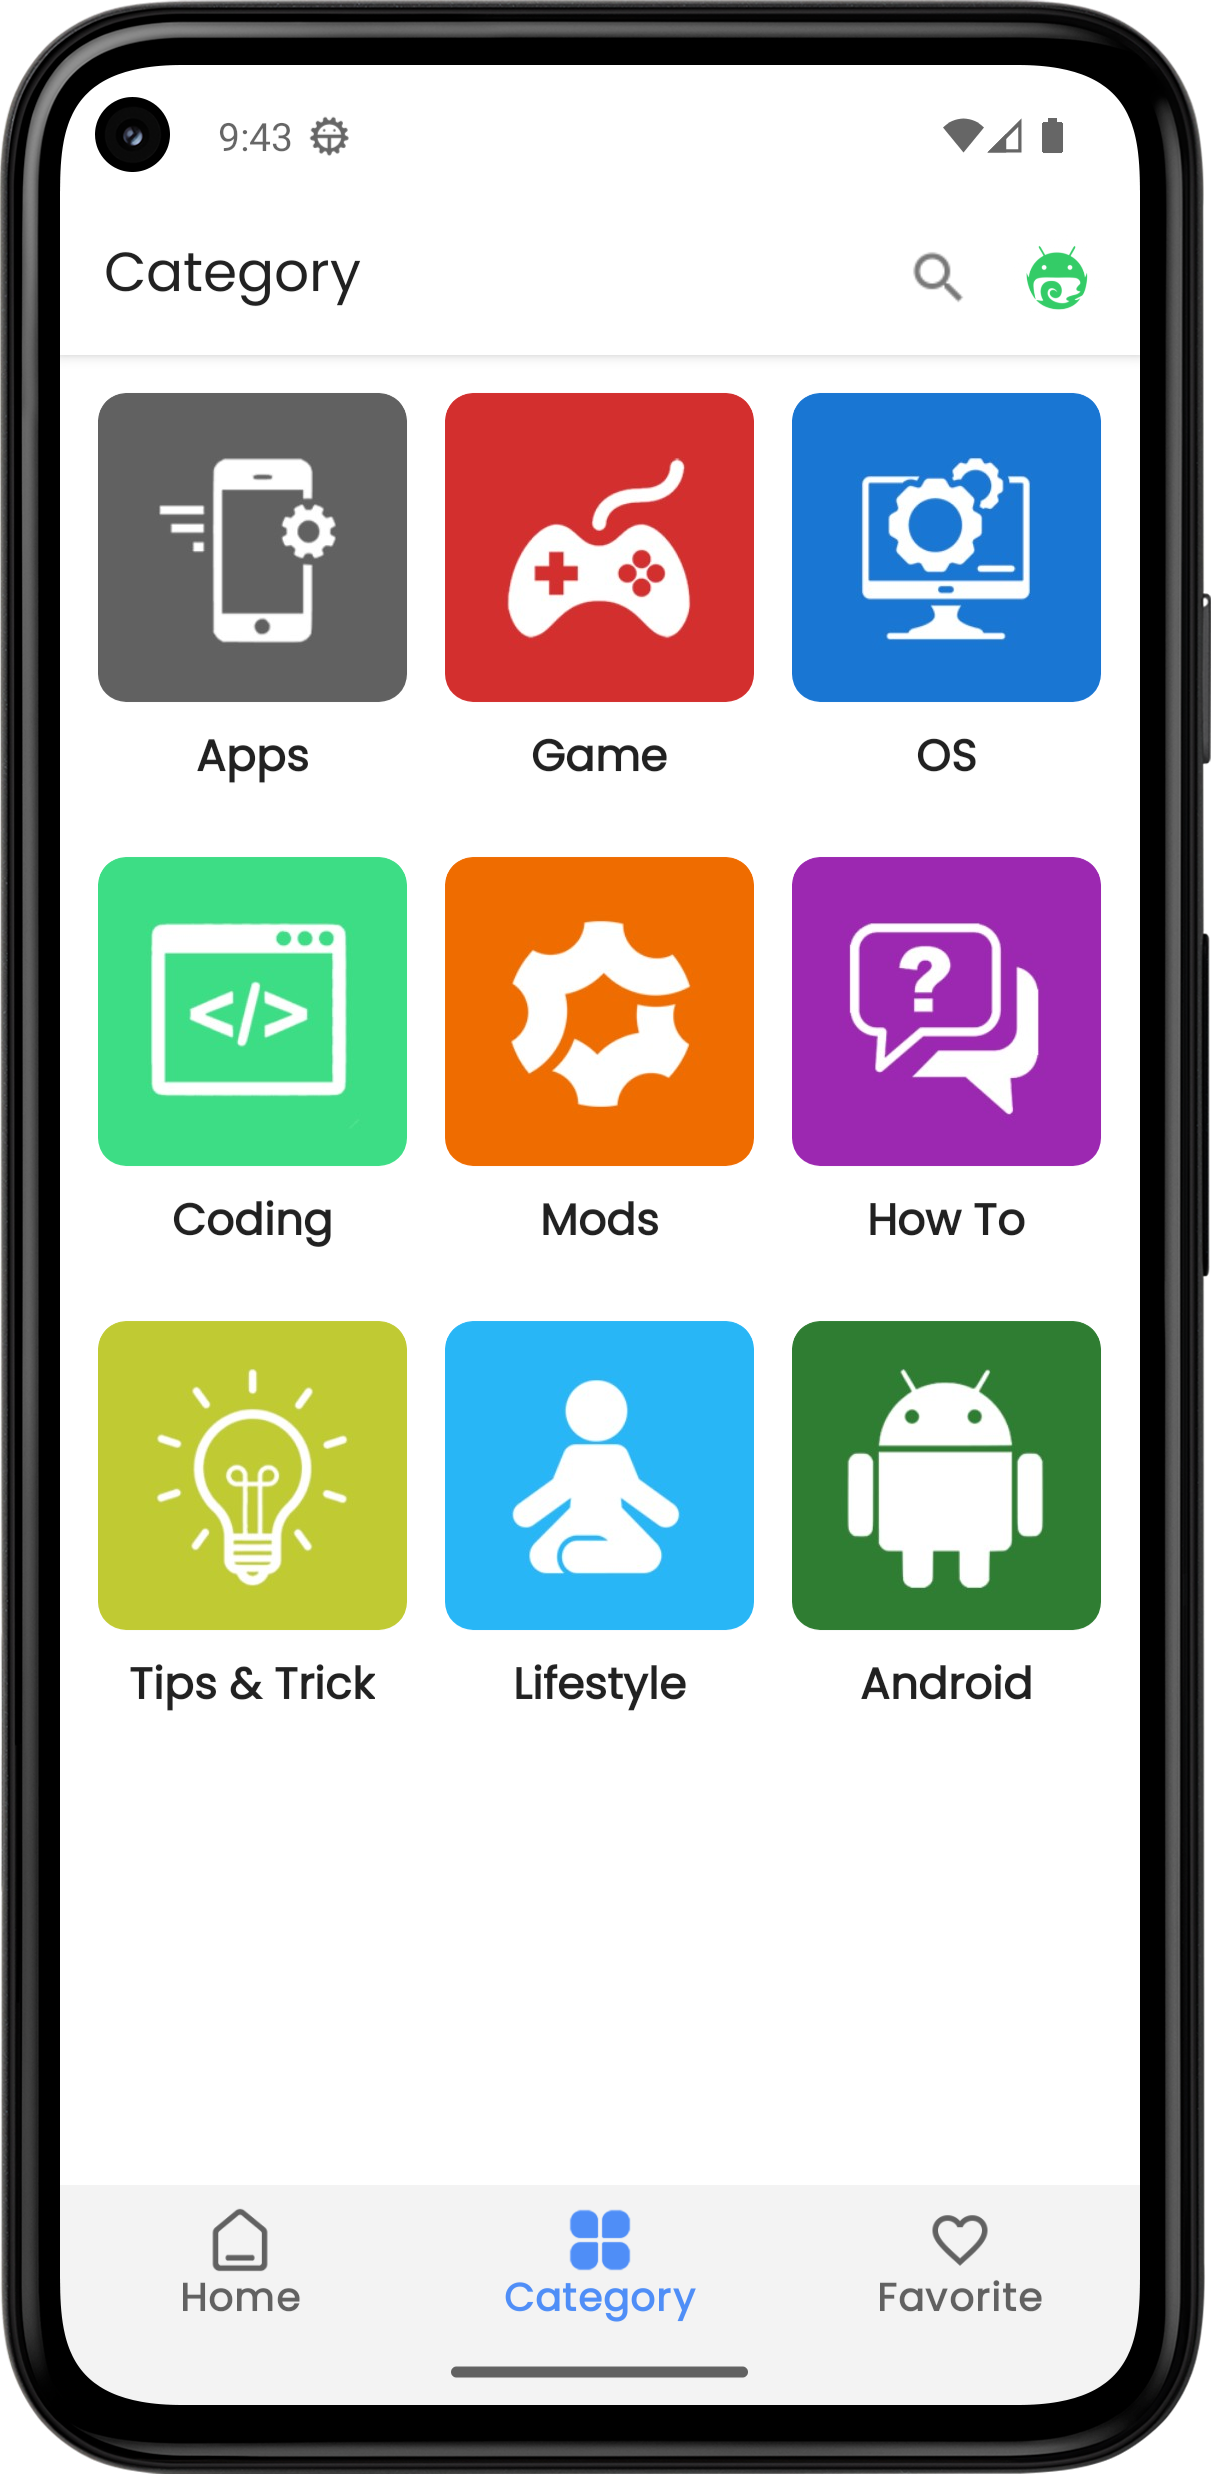 9:43
Category
Apps Game OS
</>
?
Coding Mods How To
Tips & Trick Lifestyle Android
Home Category Favorite